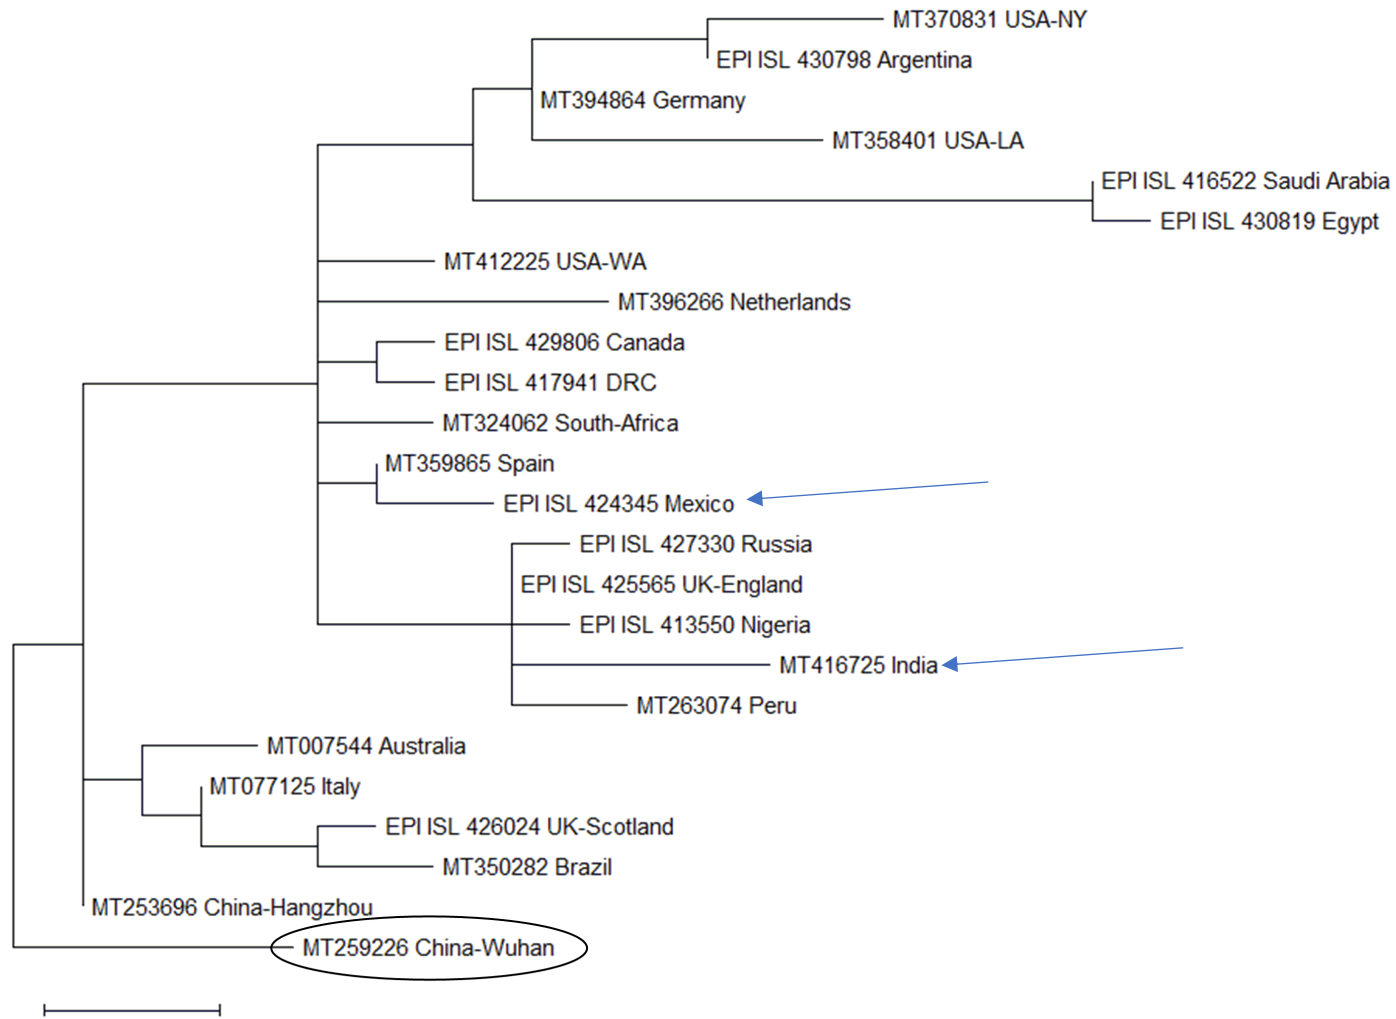 MT370831 USA-NY
EPI ISL 430798 Argentina
MT394864 Germany
MT358401 USA-LA
EPI ISL 416522 Saudi Arabia
EPI ISL 430819 Egypt
MT412225 USA-WA
MT396266 Netherlands
EPI ISL 429806 Canada
EPI ISL 417941 DRC
MT324062 South-Africa
MT359865 Spain
EPI ISL 424345 Mexico
EPI ISL 427330 Russia
EPI ISL 425565 UK-England
EPI ISL 413550 Nigeria
MT416725 India
MT263074 Peru
MT007544 Australia
MT077125 Italy
EPI ISL 426024 UK-Scotland
MT350282 Brazil
MT253696 China-Hangzhou
MT259226 China-Wuhan